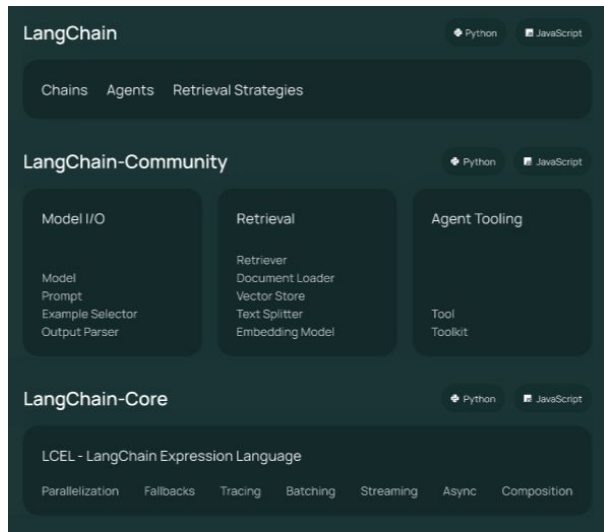 LangChain
Python
JavaScript
Chains Agents Retrieval Strategies
LangChain-Community
Python
JavaScript
Model I/O
Model
Prompt
Example Selector
Output Parser
Retrieval
Retriever
Document Loader
Vector Store
Text Splitter
Embedding Model
Agent Tooling
Tool
Toolkit
LangChain-Core
Python
JavaScript
LCEL - LangChain Expression Language
Parallelization Fallbacks Tracing Batching Streaming Async Composition